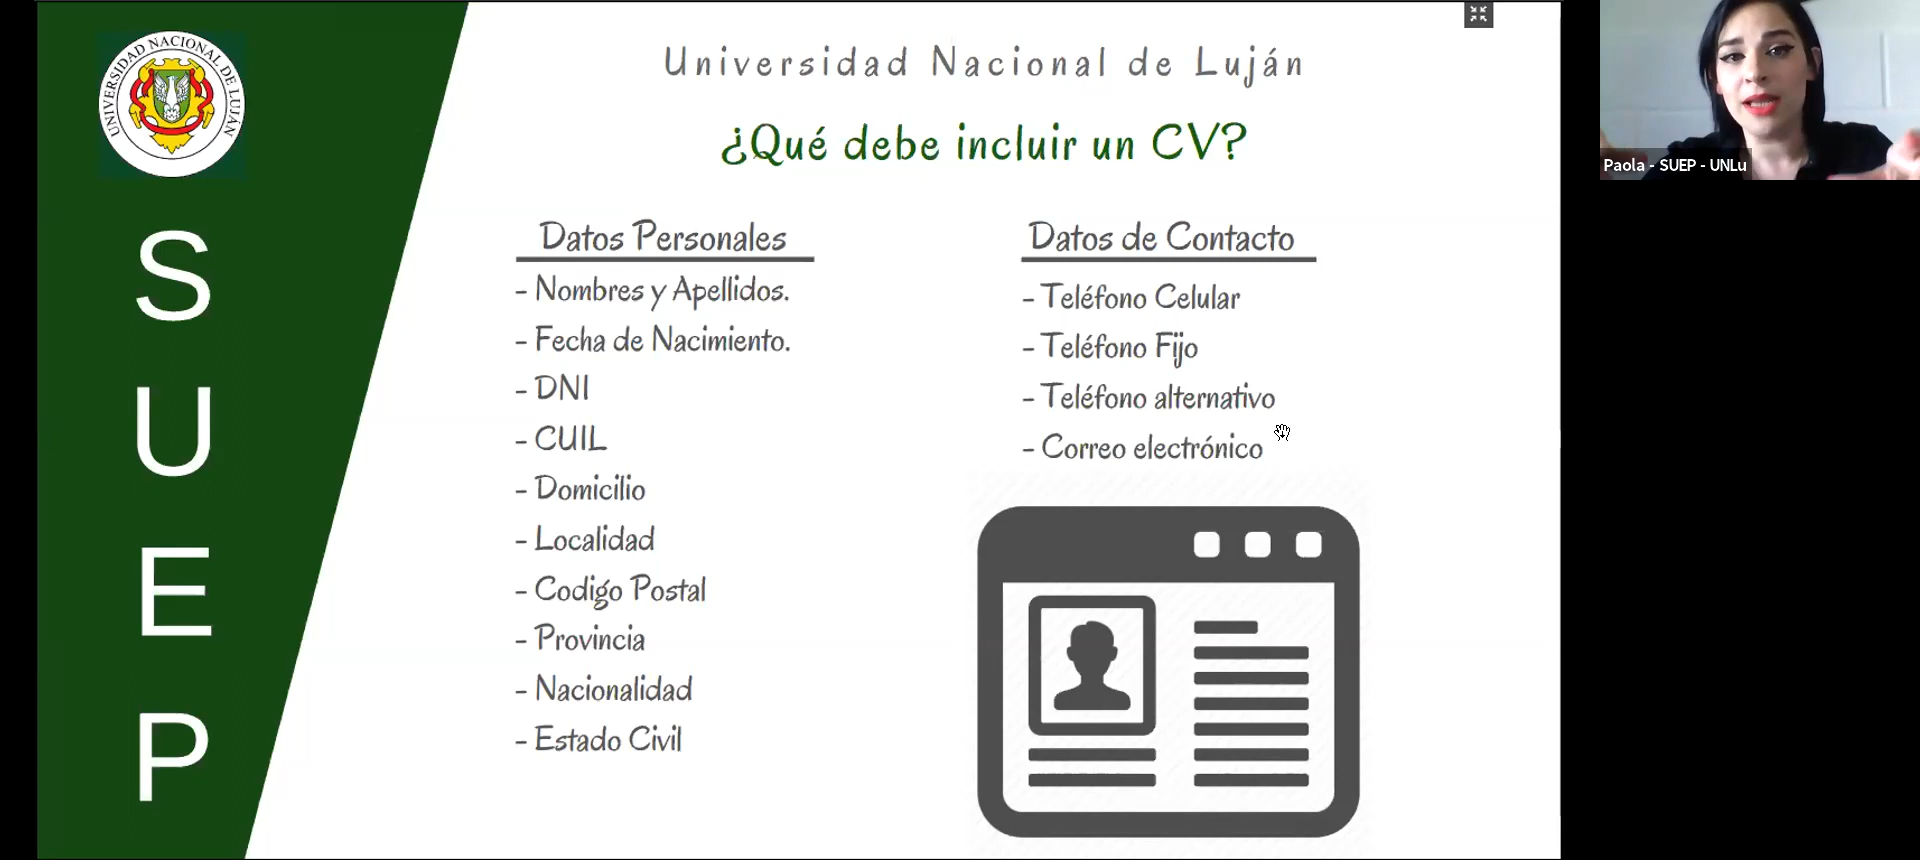 UNIVERSIDAD NACIONAL DE LUJÁN
S
U
E
P
Universidad Nacional de Luján
¿Qué debe incluir un CV?
Datos Personales
- Nombres y Apellidos.
- Fecha de Nacimiento.
- DNI
- CUIL
- Domicilio
- Localidad
- Codigo Postal
- Provincia
- Nacionalidad
- Estado Civil
Datos de Contacto
- Teléfono Celular
- Teléfono Fijo
- Teléfono alternativo
- Correo electrónico
Paola - SUEP - UNLu